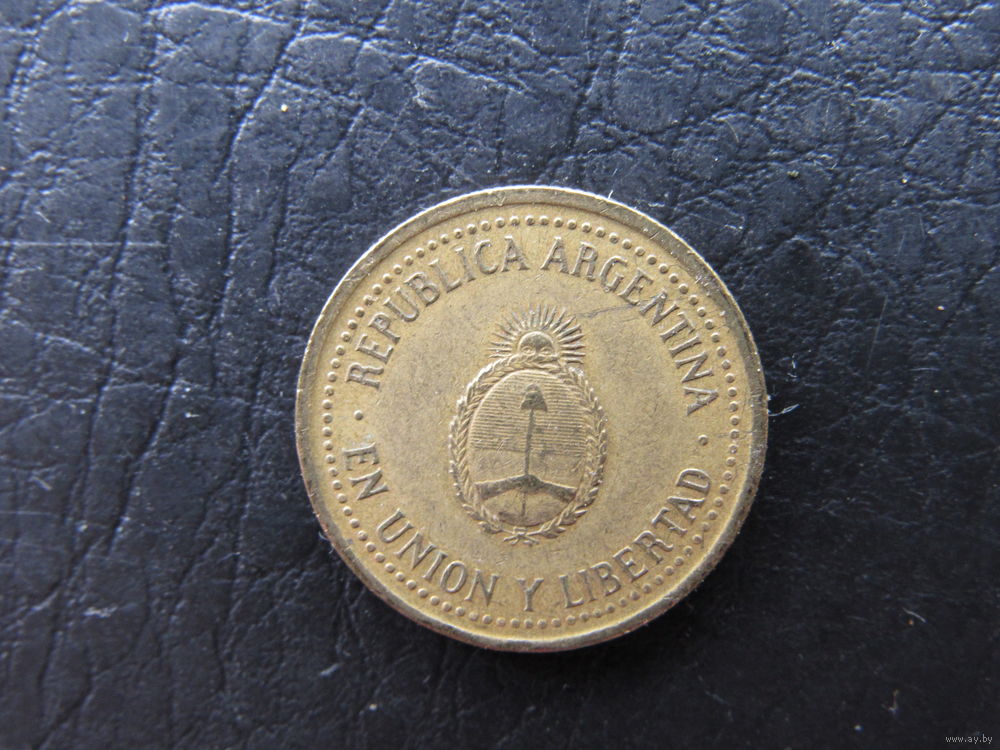 · REPUBLICA ARGENTINA ·
EN UNION Y LIBERTAD
www.ay.by